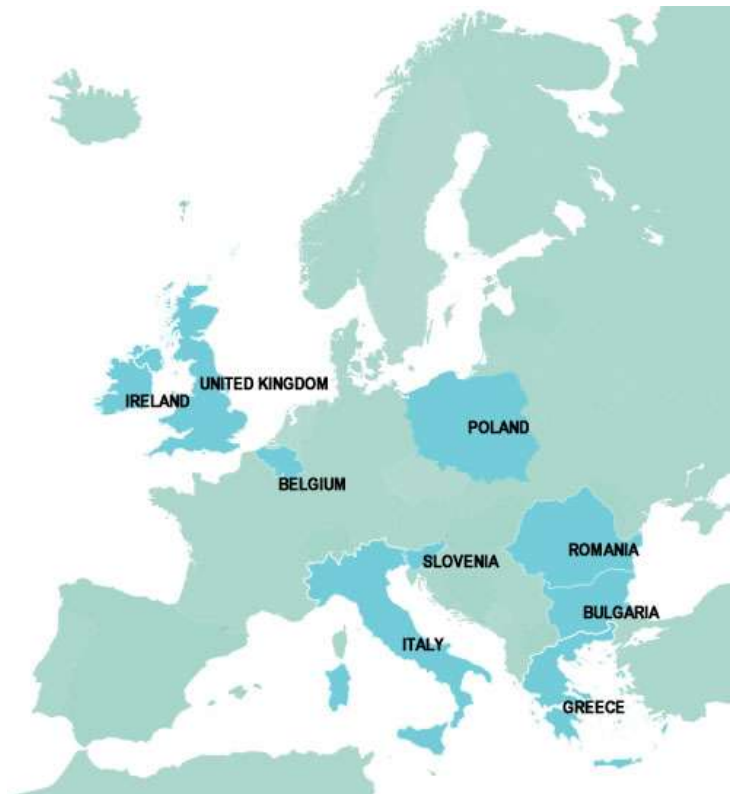 UNITED KINGDOM
IRELAND
POLAND
BELGIUM
ROMANIA
SLOVENIA
BULGARIA
ITALY
GREECE